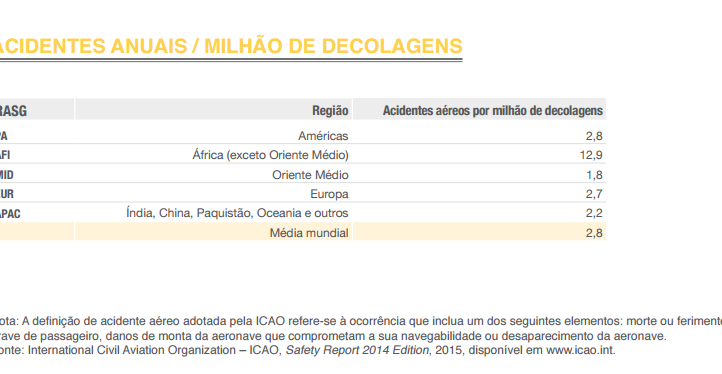 ACIDENTES ANUAIS / MILHÃO DE DECOLAGENS
RASG Região Acidentes aéreos por milhão de decolagens
PA Américas 2,8
AFI África (exceto Oriente Médio) 12,9
MID Oriente Médio 1,8
EUR Europa 2,7
APAC Índia, China, Paquistão, Oceania e outros 2,2
Média mundial 2,8
ota: A definição de acidente aéreo adotada pela ICAO refere-se à ocorrência que inclua um dos seguintes elementos: morte ou ferimento
rave de passageiro, danos de monta da aeronave que comprometam a sua navegabilidade ou desaparecimento da aeronave.
onte: International Civil Aviation Organization – ICAO, Safety Report 2014 Edition, 2015, disponível em www.icao.int.